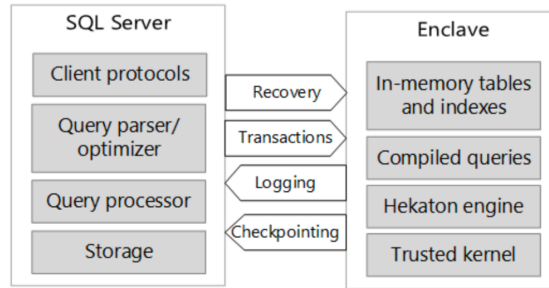 SQL Server
Client protocols
Query parser/
optimizer
Query processor
Storage
Recovery
Transactions
Logging
Checkpointing
Enclave
In-memory tables
and indexes
Compiled queries
Hekaton engine
Trusted kernel